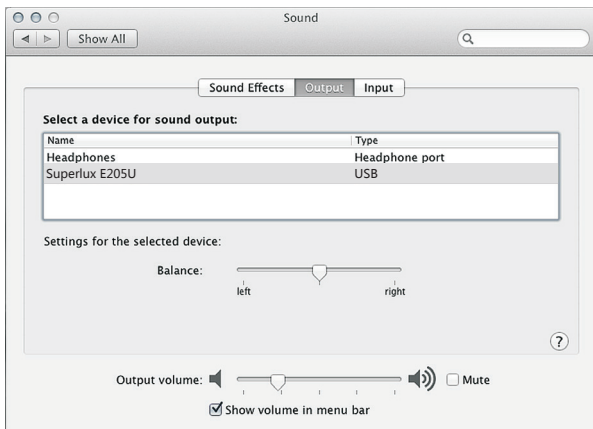 Sound
Show All
Sound Effects Output Input
Select a device for sound output:
Name Type
Headphones Headphone port
Superlux E205U USB
Settings for the selected device:
Balance:
left right
?
Output volume: Mute
Show volume in menu bar